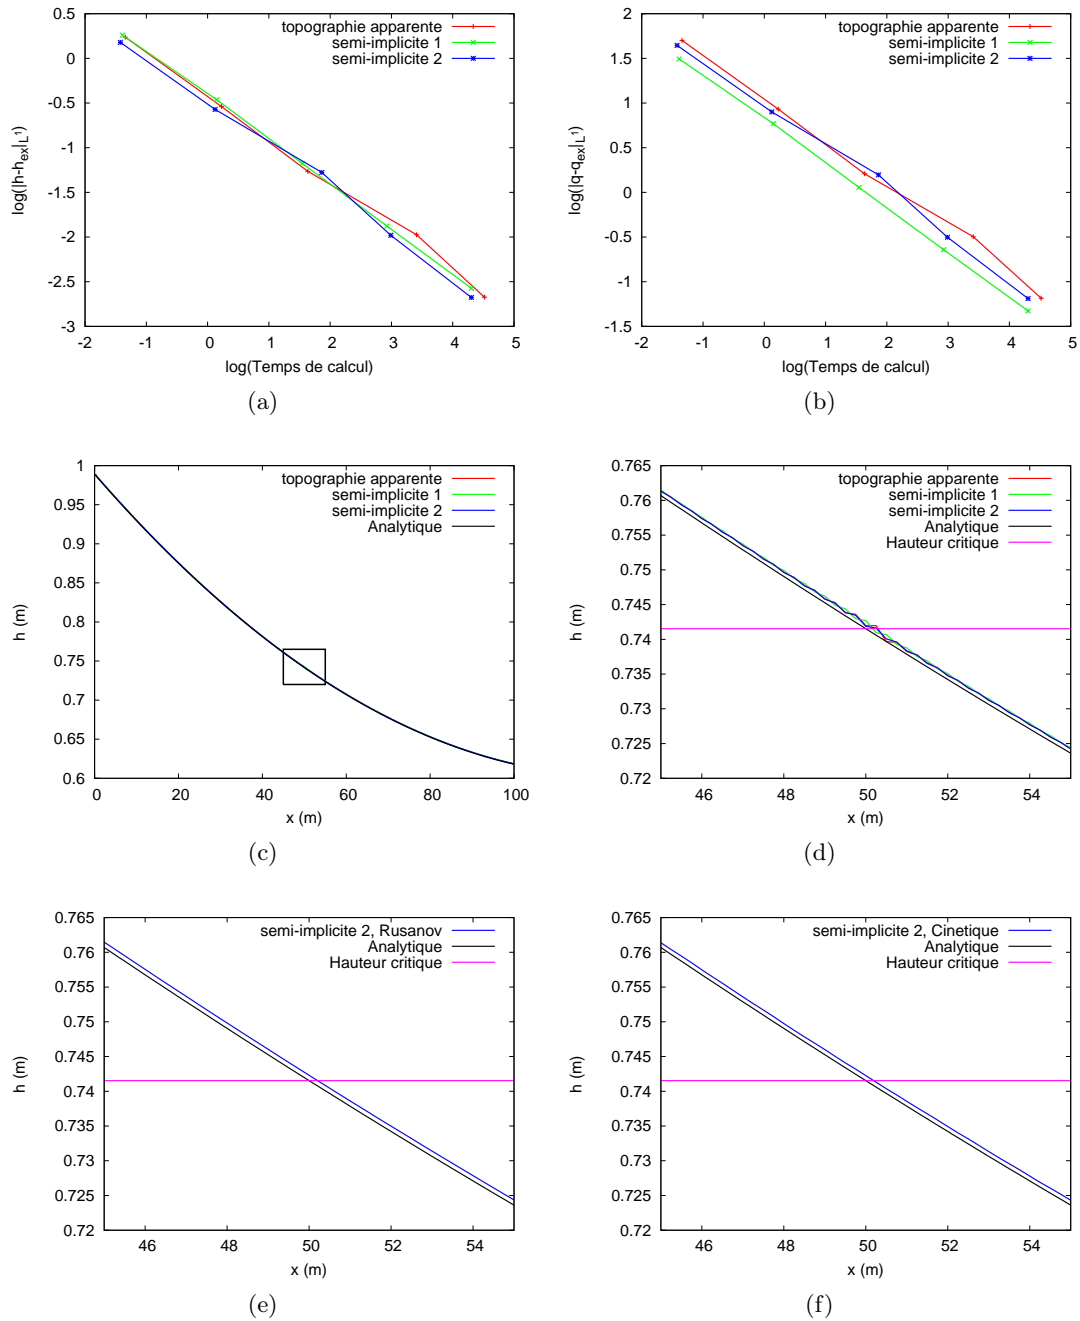 0.5
0
-0.5
-1
-1.5
-2
-2.5
-3
-2 -1 0 1 2 3 4 5
log(|h-hex|L1)
log(Temps de calcul)
topographie apparente
semi-implicite 1
semi-implicite 2
(a)
2
1.5
1
0.5
0
-0.5
-1
-1.5
-2 -1 0 1 2 3 4 5
log(|q-qex|L1)
log(Temps de calcul)
topographie apparente
semi-implicite 1
semi-implicite 2
(b)
1
0.95
0.9
0.85
0.8
0.75
0.7
0.65
0.6
0 20 40 60 80 100
h (m)
x (m)
topographie apparente
semi-implicite 1
semi-implicite 2
Analytique
(c)
0.765
0.76
0.755
0.75
0.745
0.74
0.735
0.73
0.725
0.72
46 48 50 52 54
h (m)
x (m)
topographie apparente
semi-implicite 1
semi-implicite 2
Analytique
Hauteur critique
(d)
0.765
0.76
0.755
0.75
0.745
0.74
0.735
0.73
0.725
0.72
46 48 50 52 54
h (m)
x (m)
semi-implicite 2, Rusanov
Analytique
Hauteur critique
(e)
0.765
0.76
0.755
0.75
0.745
0.74
0.735
0.73
0.725
0.72
46 48 50 52 54
h (m)
x (m)
semi-implicite 2, Cinetique
Analytique
Hauteur critique
(f)